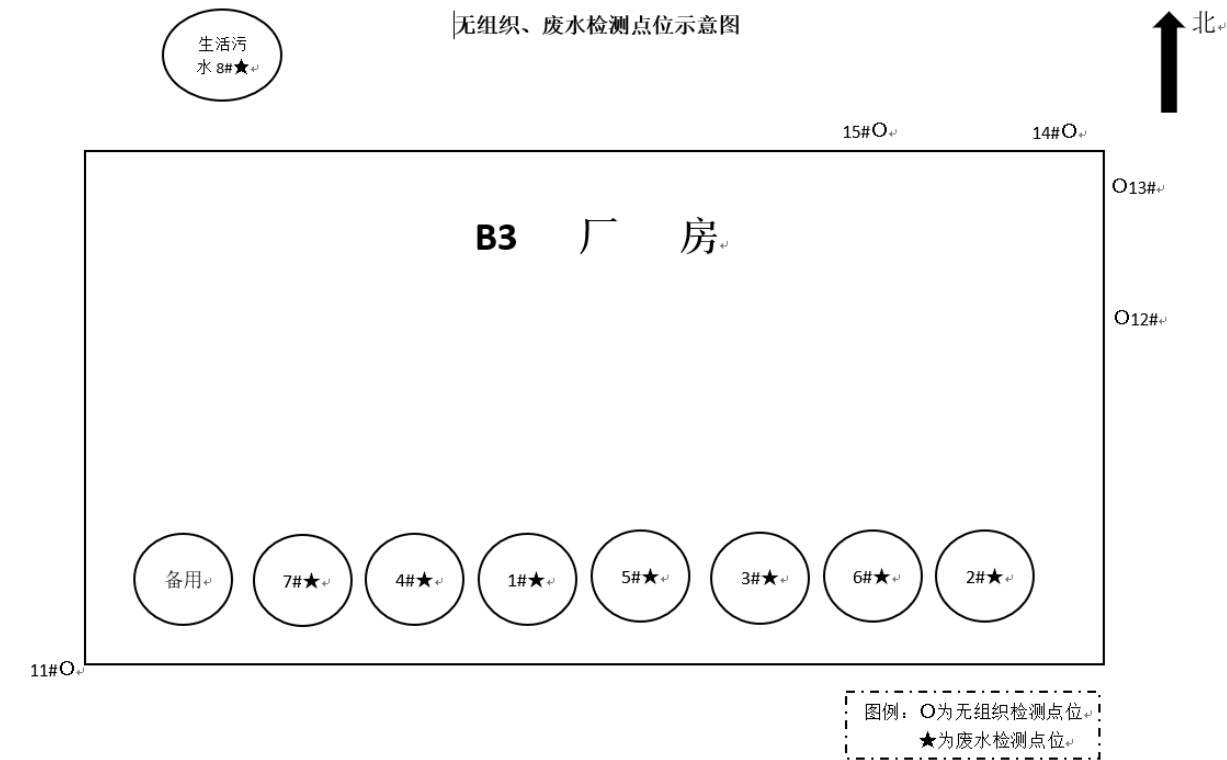 无组织、废水检测点位示意图
北
生活污
水 8#★
15#O
14#O
O13#
B3 厂 房
O12#
备用
7#★
4#★
1#★
5#★
3#★
6#★
2#★
11#O
图例：O为无组织检测点位
★为废水检测点位